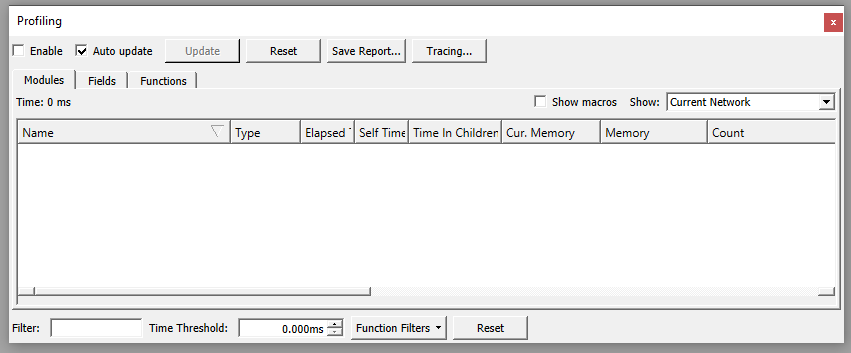 Profiling
x
Enable Auto update Update Reset Save Report... Tracing...
Modules Fields Functions
Time: 0 ms Show macros Show: Current Network
Name Type Elapsed Self Time Time In Children Cur. Memory Memory Count
Filter: Time Threshold: 0.000ms Function Filters Reset